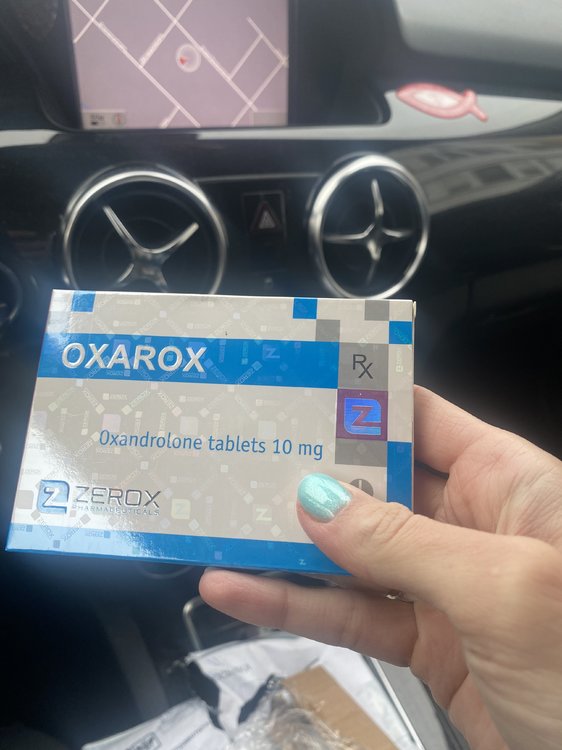 OXAROX
Rx
Z
Oxandrolone tablets 10 mg
Z ZEROX
PHARMACEUTICALS